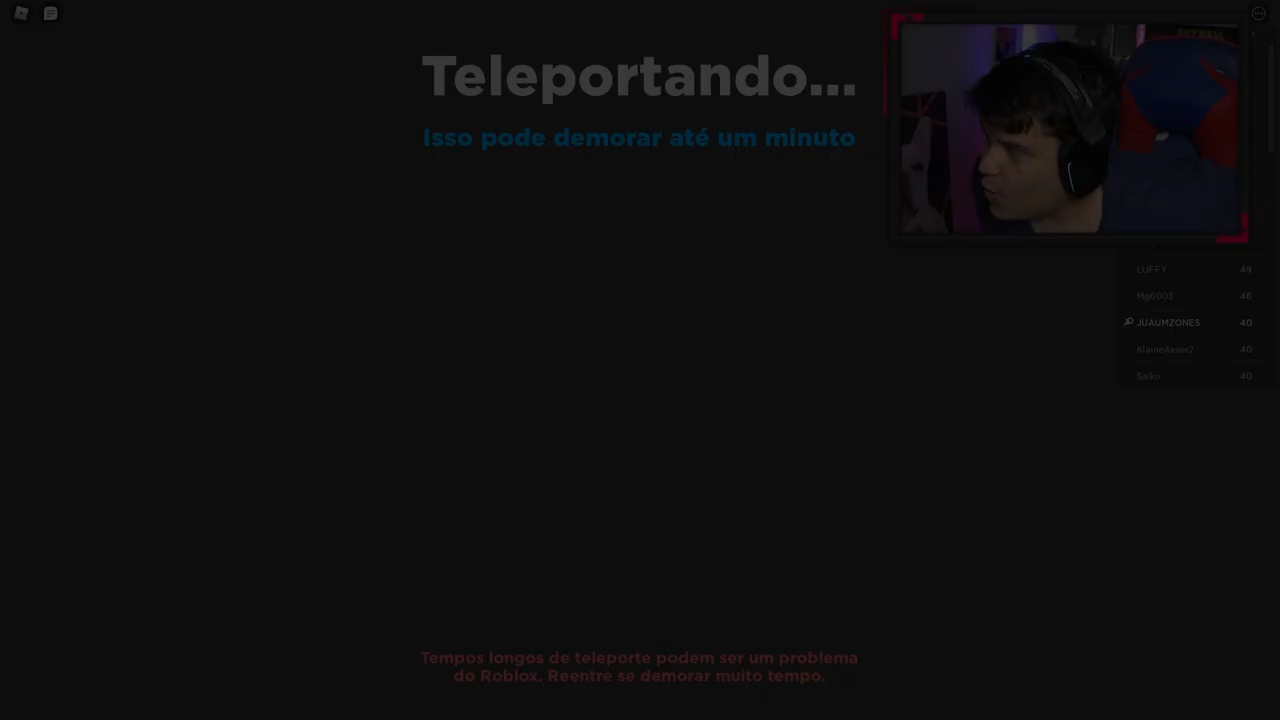 Teleportando...
Isso pode demorar até um minuto
LUFFY 49
Mg6003 46
JUAUMZONES 40
Klaine4ever2 40
Saiko 40
Tempos longos de teleporte podem ser um problema
do Roblox. Reentre se demorar muito tempo.